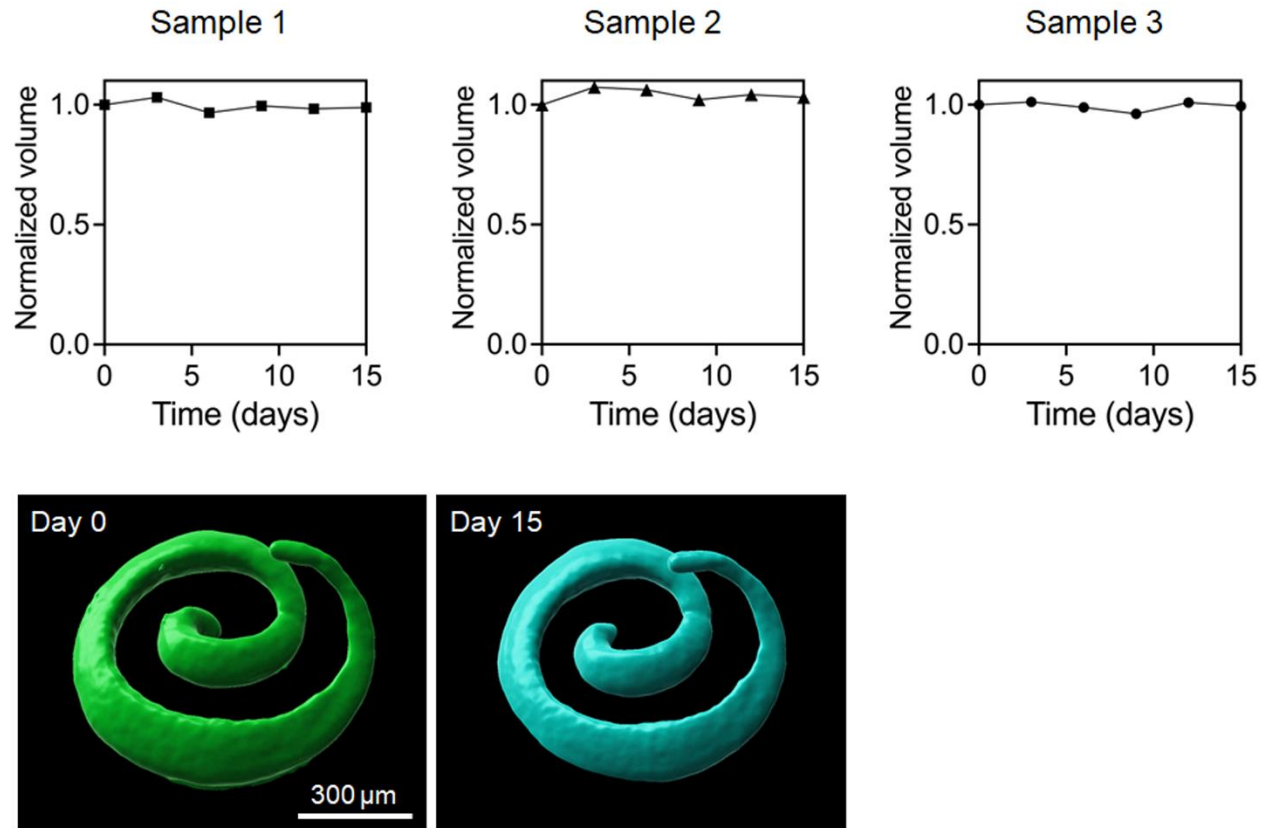 Sample 1
Normalized volume
1.0
0.5
0.0
0 5 10 15
Time (days)
Sample 2
Normalized volume
1.0
0.5
0.0
0 5 10 15
Time (days)
Sample 3
Normalized volume
1.0
0.5
0.0
0 5 10 15
Time (days)
Day 0
300 µm
Day 15